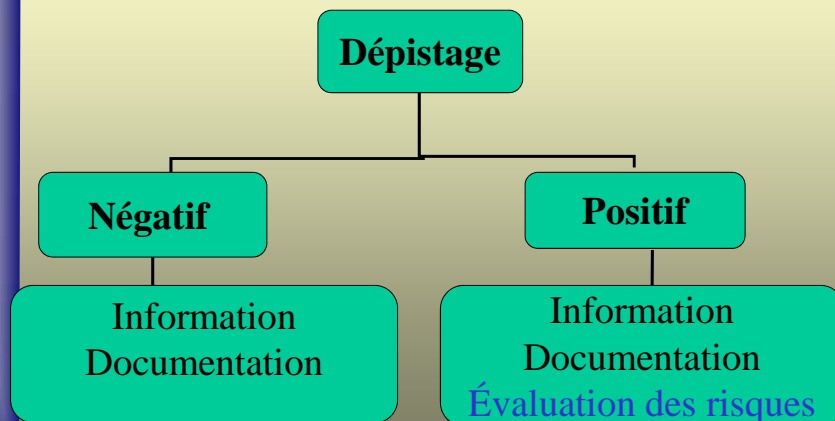 Dépistage
Négatif
Positif
Information
Documentation
Information
Documentation
Évaluation des risques